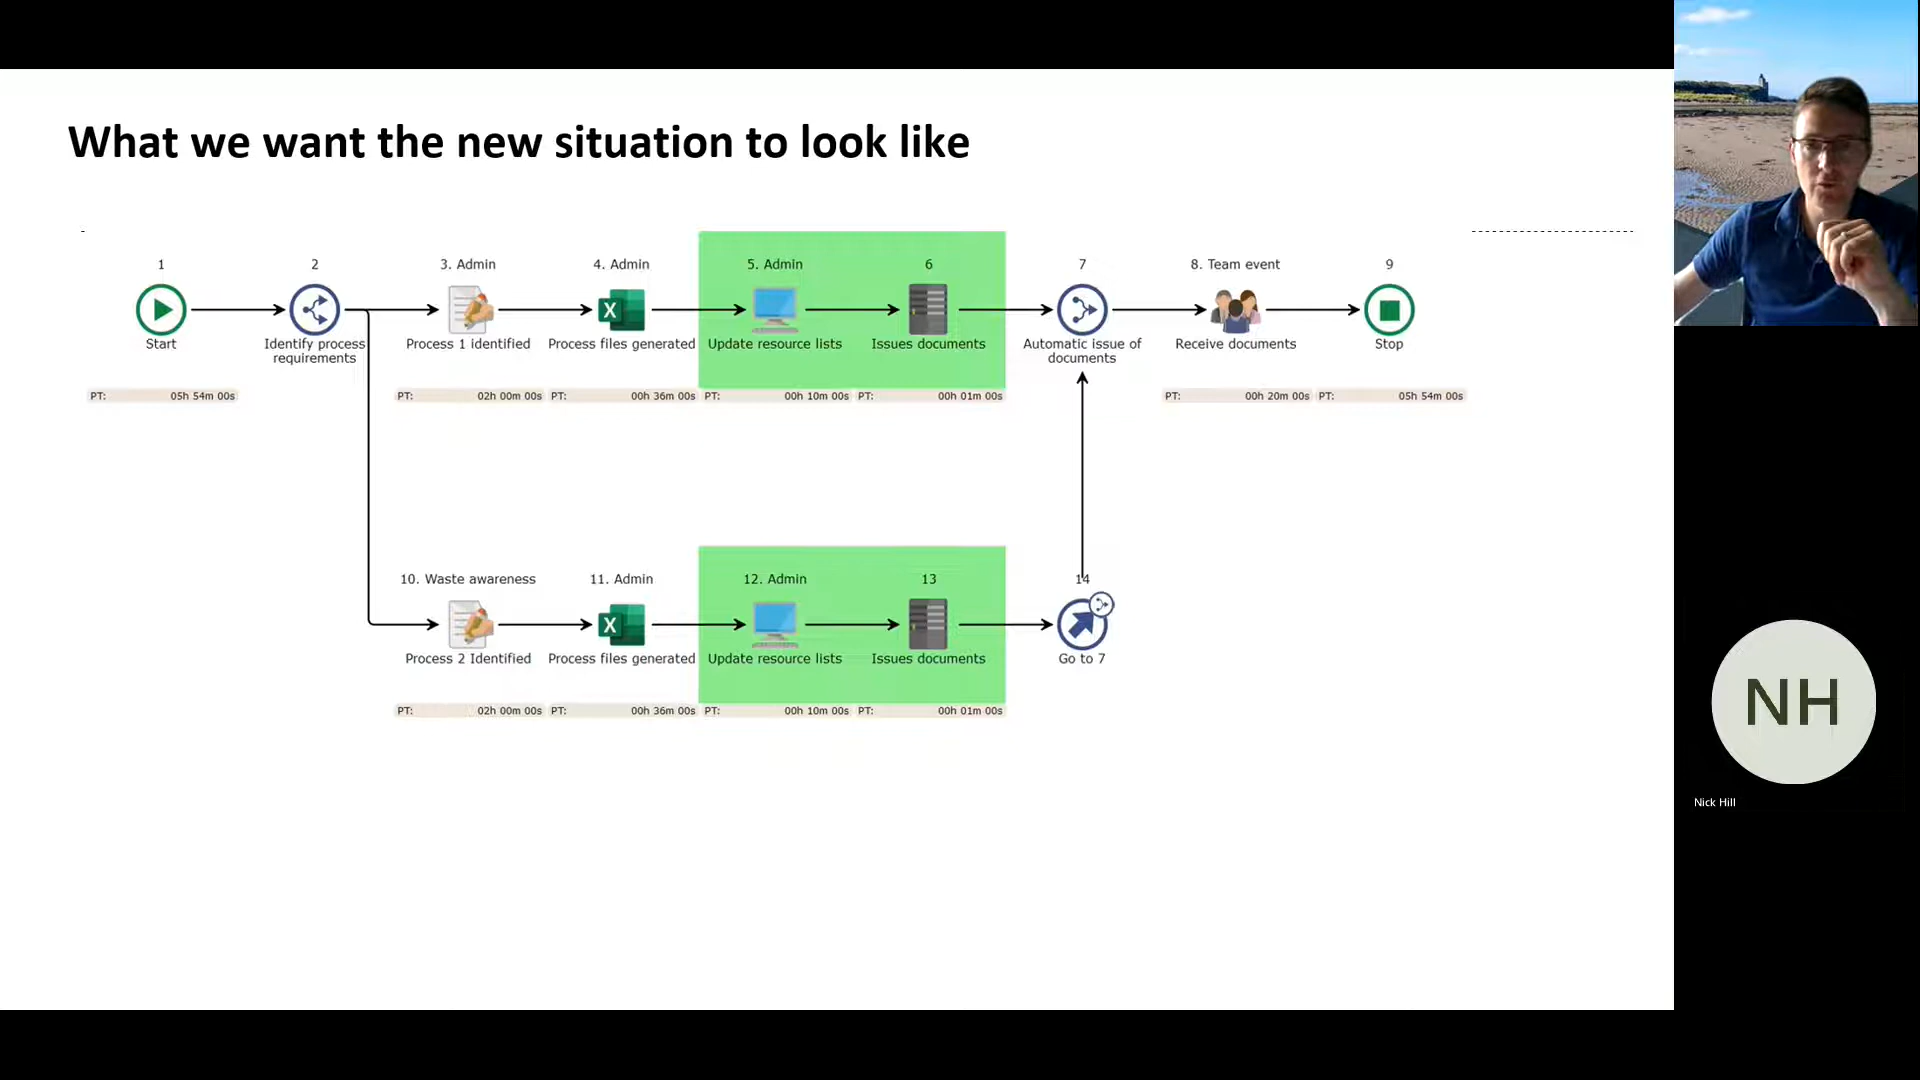 What we want the new situation to look like
1
2
3. Admin
4. Admin
5. Admin
6
7
8. Team event
9
Start
Identify process
requirements
Process 1 identified
Process files generated
Update resource lists
Issues documents
Automatic issue of
documents
Receive documents
Stop
PT: 05h 54m 00s
PT: 02h 00m 00s
PT: 00h 36m 00s
PT: 00h 10m 00s
PT: 00h 01m 00s
PT: 00h 20m 00s
PT: 05h 54m 00s
10. Waste awareness
11. Admin
12. Admin
13
14
Process 2 Identified
Process files generated
Update resource lists
Issues documents
Go to 7
PT: 02h 00m 00s
PT: 00h 36m 00s
PT: 00h 10m 00s
PT: 00h 01m 00s
NH
Nick Hill